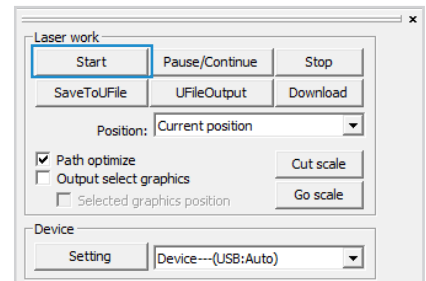 x
Laser work
Start Pause/Continue Stop
SaveToUFile UFileOutput Download
Position: Current position
Path optimize Cut scale
Output select graphics
Selected graphics position Go scale
Device
Setting Device---(USB:Auto)